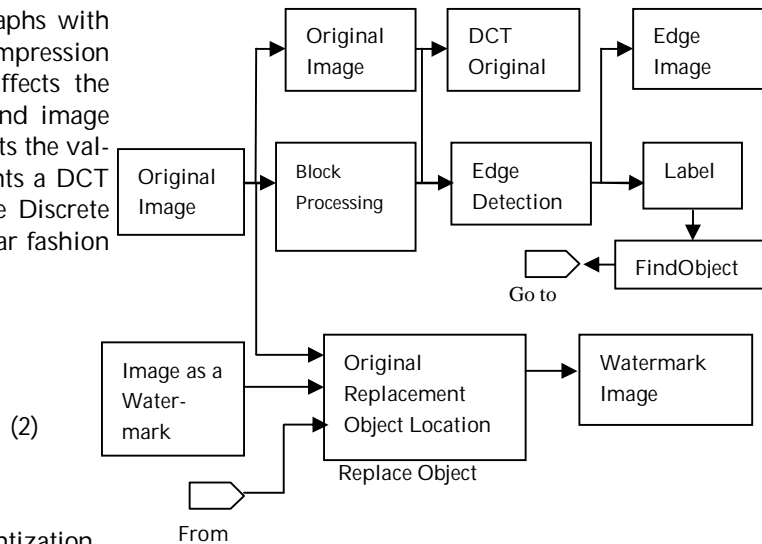 aphs with
mpression
ffects the
nd image
ts the val-
nts a DCT
e Discrete
ar fashion
(2)
ntization
Original
Image
Original
Image
DCT
Original
Edge
Image
Block
Processing
Edge
Detection
Label
FindObject
Go to
Image as a
Water-
mark
Original
Replacement
Object Location
Replace Object
Watermark
Image
From